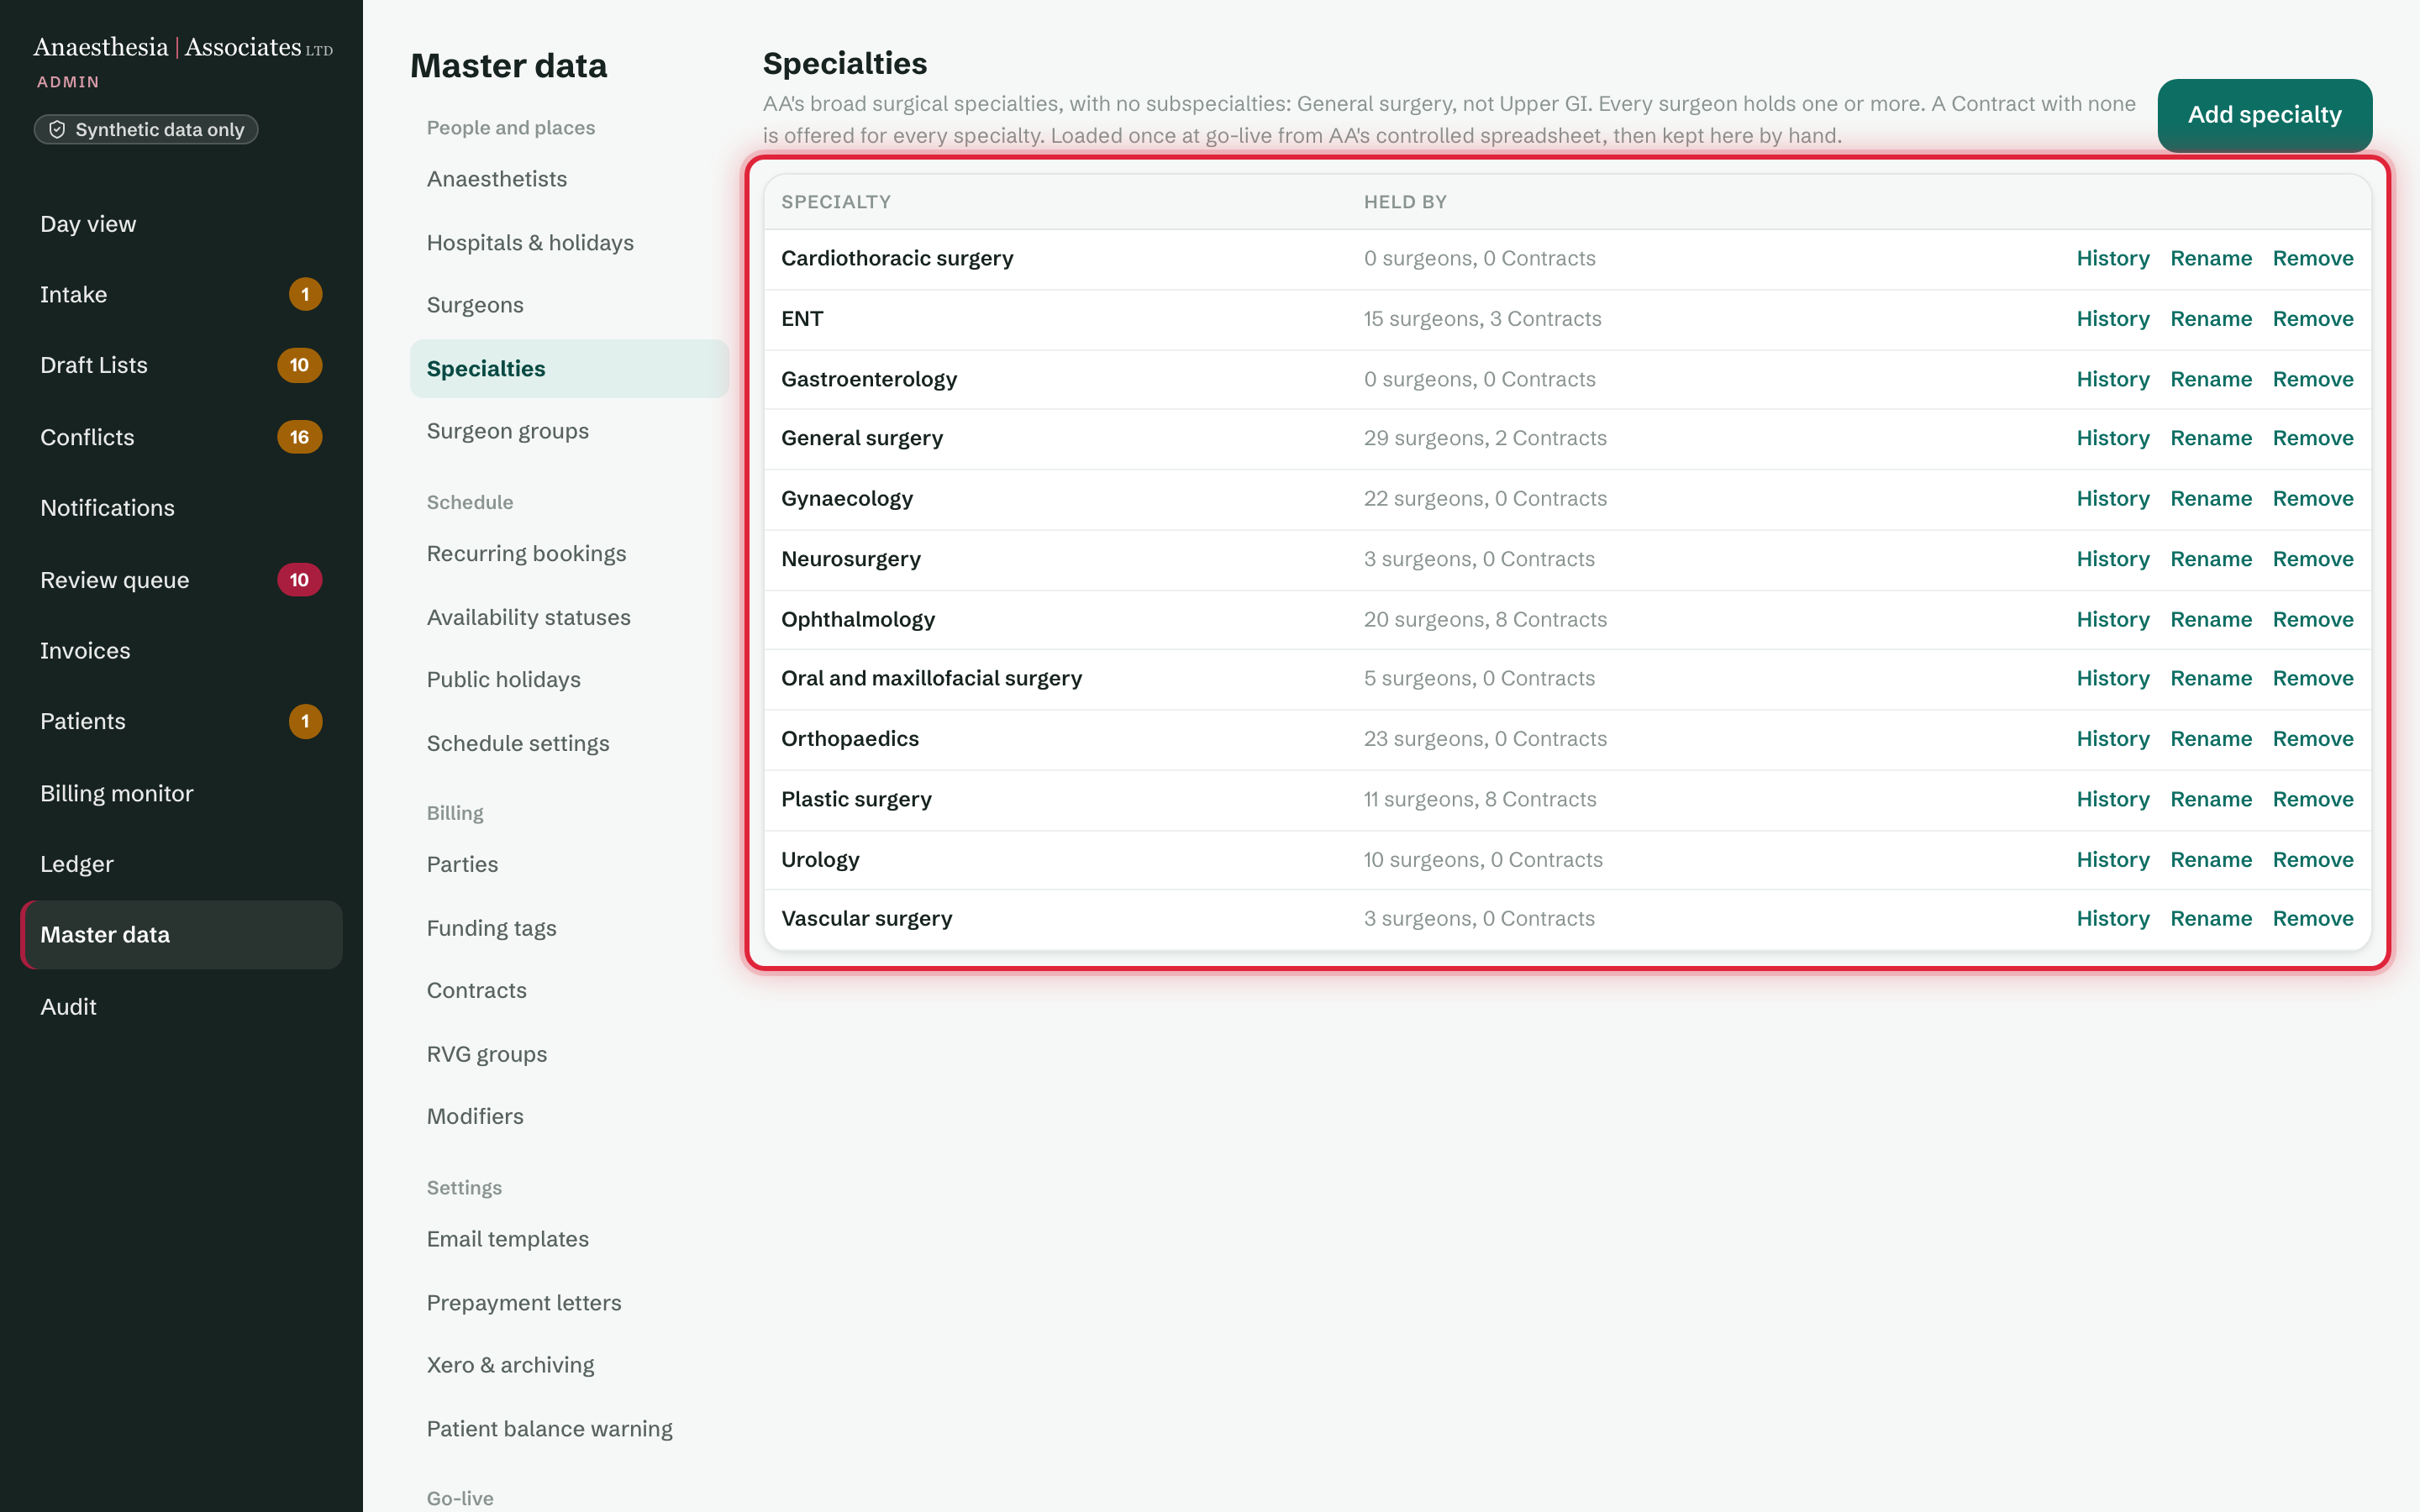 Anaesthesia | Associates LTD
ADMIN
Synthetic data only
Day view
Intake 1
Draft Lists 10
Conflicts 16
Notifications
Review queue 10
Invoices
Patients 1
Billing monitor
Ledger
Master data
Audit
Master data
People and places
Anaesthetists
Hospitals & holidays
Surgeons
Specialties
Surgeon groups
Schedule
Recurring bookings
Availability statuses
Public holidays
Schedule settings
Billing
Parties
Funding tags
Contracts
RVG groups
Modifiers
Settings
Email templates
Prepayment letters
Xero & archiving
Patient balance warning
Go-live
Specialties
AA's broad surgical specialties, with no subspecialties: General surgery, not Upper GI. Every surgeon holds one or more. A Contract with none
is offered for every specialty. Loaded once at go-live from AA's controlled spreadsheet, then kept here by hand.
Add specialty
SPECIALTY HELD BY
Cardiothoracic surgery 0 surgeons, 0 Contracts History Rename Remove
ENT 15 surgeons, 3 Contracts History Rename Remove
Gastroenterology 0 surgeons, 0 Contracts History Rename Remove
General surgery 29 surgeons, 2 Contracts History Rename Remove
Gynaecology 22 surgeons, 0 Contracts History Rename Remove
Neurosurgery 3 surgeons, 0 Contracts History Rename Remove
Ophthalmology 20 surgeons, 8 Contracts History Rename Remove
Oral and maxillofacial surgery 5 surgeons, 0 Contracts History Rename Remove
Orthopaedics 23 surgeons, 0 Contracts History Rename Remove
Plastic surgery 11 surgeons, 8 Contracts History Rename Remove
Urology 10 surgeons, 0 Contracts History Rename Remove
Vascular surgery 3 surgeons, 0 Contracts History Rename Remove